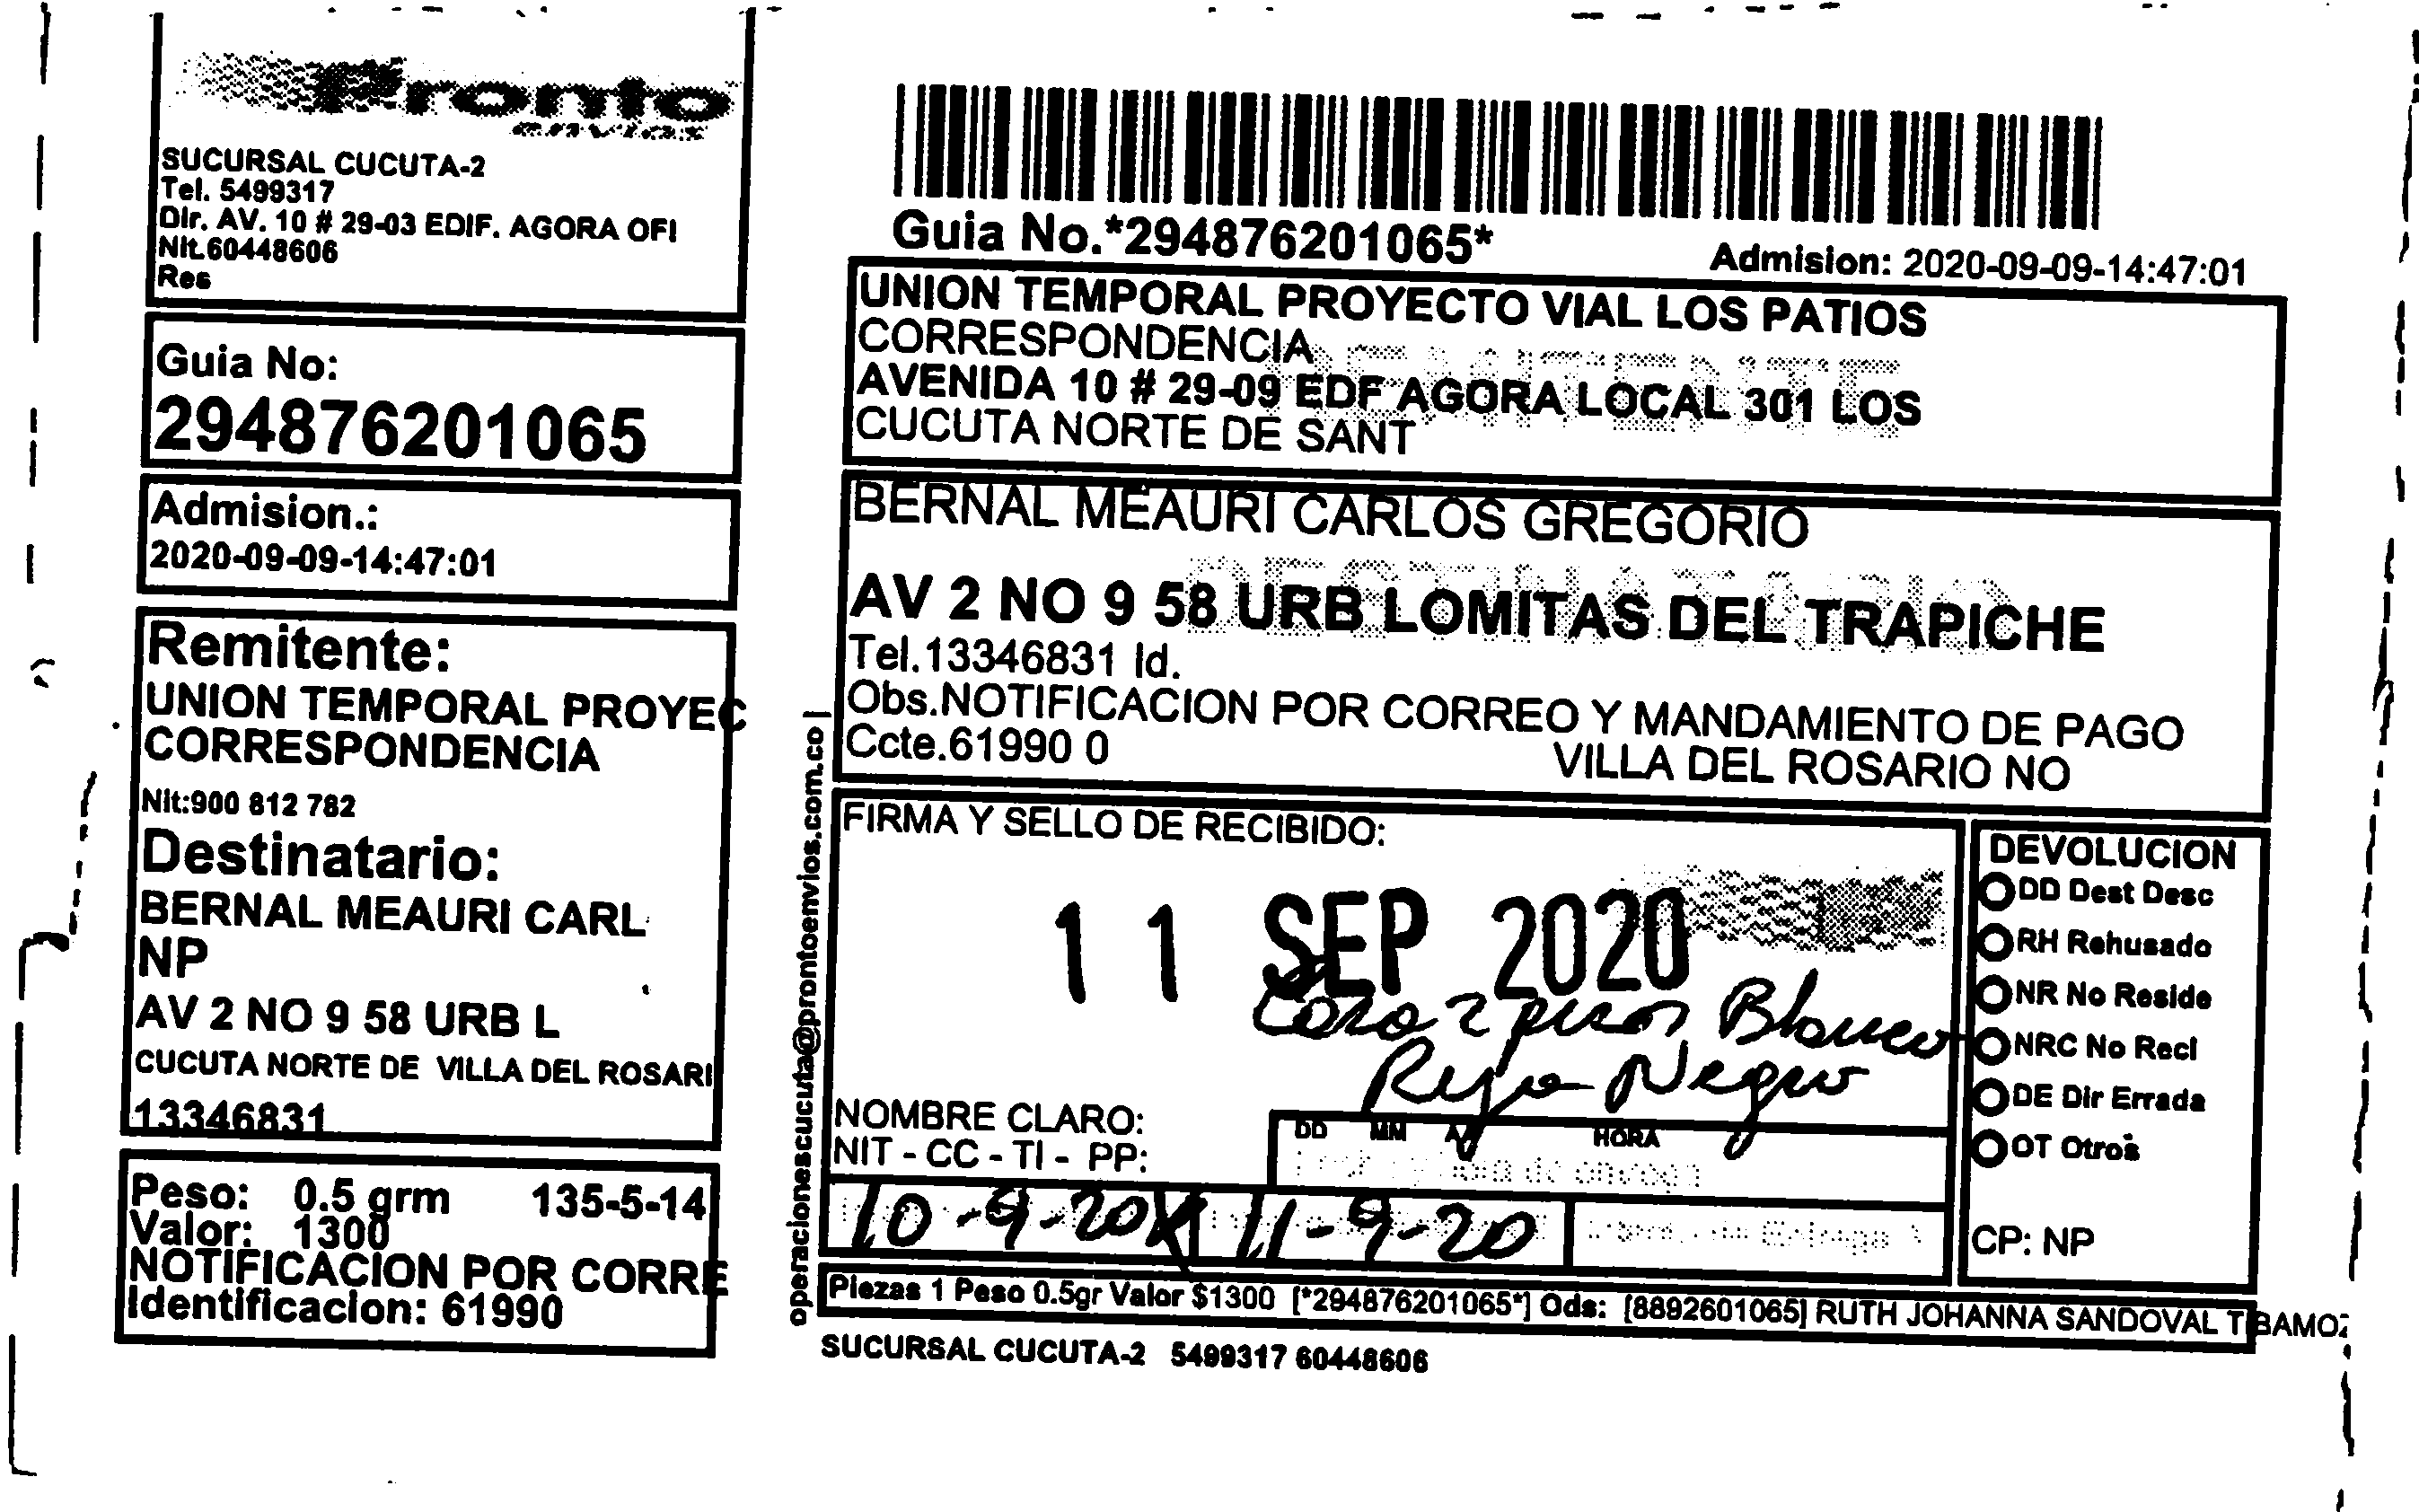 Pronto
envios
SUCURSAL CUCUTA-2
Tel. 5499317
Dir. AV. 10 # 29-03 EDIF. AGORA OFI
Nit.60448606
Res
Guia No:
294876201065
Admision.:
2020-09-09-14:47:01
Remitente:
UNION TEMPORAL PROYEC
CORRESPONDENCIA
Nit:900 812 782
Destinatario:
BERNAL MEAURI CARL
NP
AV 2 NO 9 58 URB L
CUCUTA NORTE DE VILLA DEL ROSARI
13346831
Peso: 0.5 grm 135-5-14
Valor: 1300
NOTIFICACION POR CORRE
Identificacion: 61990
operacionescucuta@prontoenvios.com.co |
Guia No.*294876201065*
Admision: 2020-09-09-14:47:01
UNION TEMPORAL PROYECTO VIAL LOS PATIOS
CORRESPONDENCIA
REMITENTE
AVENIDA 10 # 29-09 EDF AGORA LOCAL 301 LOS
CUCUTA NORTE DE SANT
BERNAL MEAURI CARLOS GREGORIO
DESTINATARIO
AV 2 NO 9 58 URB LOMITAS DEL TRAPICHE
Tel.13346831 Id.
Obs.NOTIFICACION POR CORREO Y MANDAMIENTO DE PAGO
Ccte.61990 0 VILLA DEL ROSARIO NO
FIRMA Y SELLO DE RECIBIDO:
11 SEP 2020
Casa 2 pisos Blanco
Reja Negro
NOMBRE CLARO:
NIT - CC - TI - PP:
DD MM AA HORA
10-9-20 11-9-20
DEVOLUCION
DD Dest Desc
RH Rehusado
NR No Reside
NRC No Recl
DE Dir Errada
OT Otros
CP: NP
Piezas 1 Peso 0.5gr Valor $1300 [*294876201065*] Ods: [8892601065] RUTH JOHANNA SANDOVAL TIBAMOZ
SUCURSAL CUCUTA-2 5499317 60448606